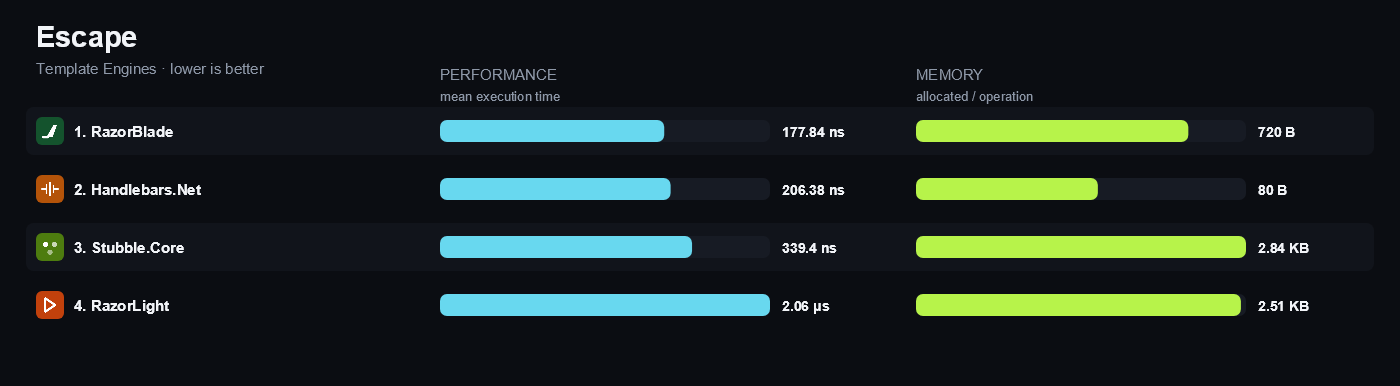 Escape
Template Engines · lower is better
PERFORMANCE
mean execution time
MEMORY
allocated / operation
1. RazorBlade 177.84 ns 720 B
2. Handlebars.Net 206.38 ns 80 B
3. Stubble.Core 339.4 ns 2.84 KB
4. RazorLight 2.06 μs 2.51 KB